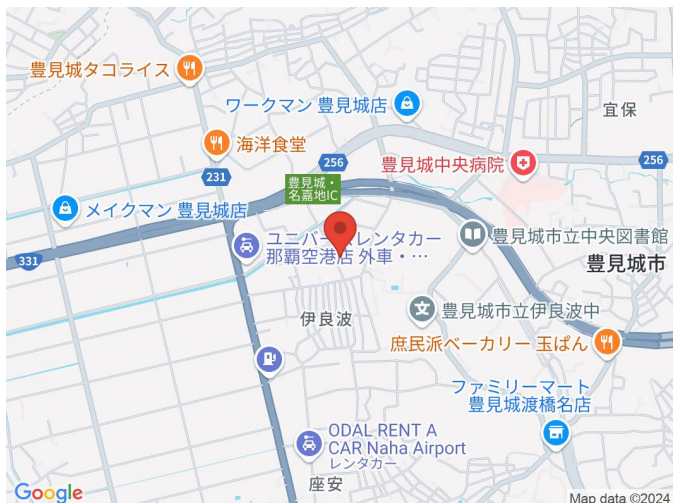 豊見城タコライス
ワークマン 豊見城店
宜保
海洋食堂
256
豊見城中央病院
256
231
豊見城・
名嘉地IC
メイクマン 豊見城店
ユニバー
レンタカー
那覇空港店 外車・…
豊見城市立中央図書館
豊見城市
331
伊良波
豊見城市立伊良波中
331
庶民派ベーカリー 玉ぱん
ファミリーマート
豊見城渡橋名店
ODAL RENT A
CAR Naha Airport
レンタカー
座安
Google
Map data ©2024